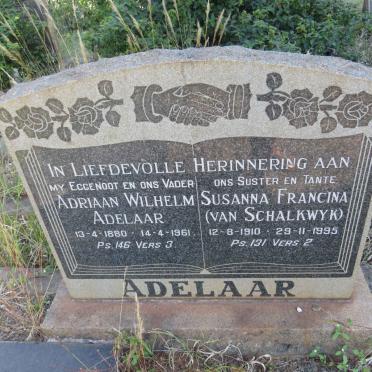 IN LIEFDEVOLLE HERINNERING AAN
MY EGGENOOT EN ONS VADER
ADRIAAN WILHELM
ADELAAR
13-4-1880 - 14-4-1961
PS. 146 VERS 3
ONS SUSTER EN TANTE
SUSANNA FRANCINA
(VAN SCHALKWYK)
12-8-1910 - 29-11-1995
PS. 121 VERS 2
ADELAAR